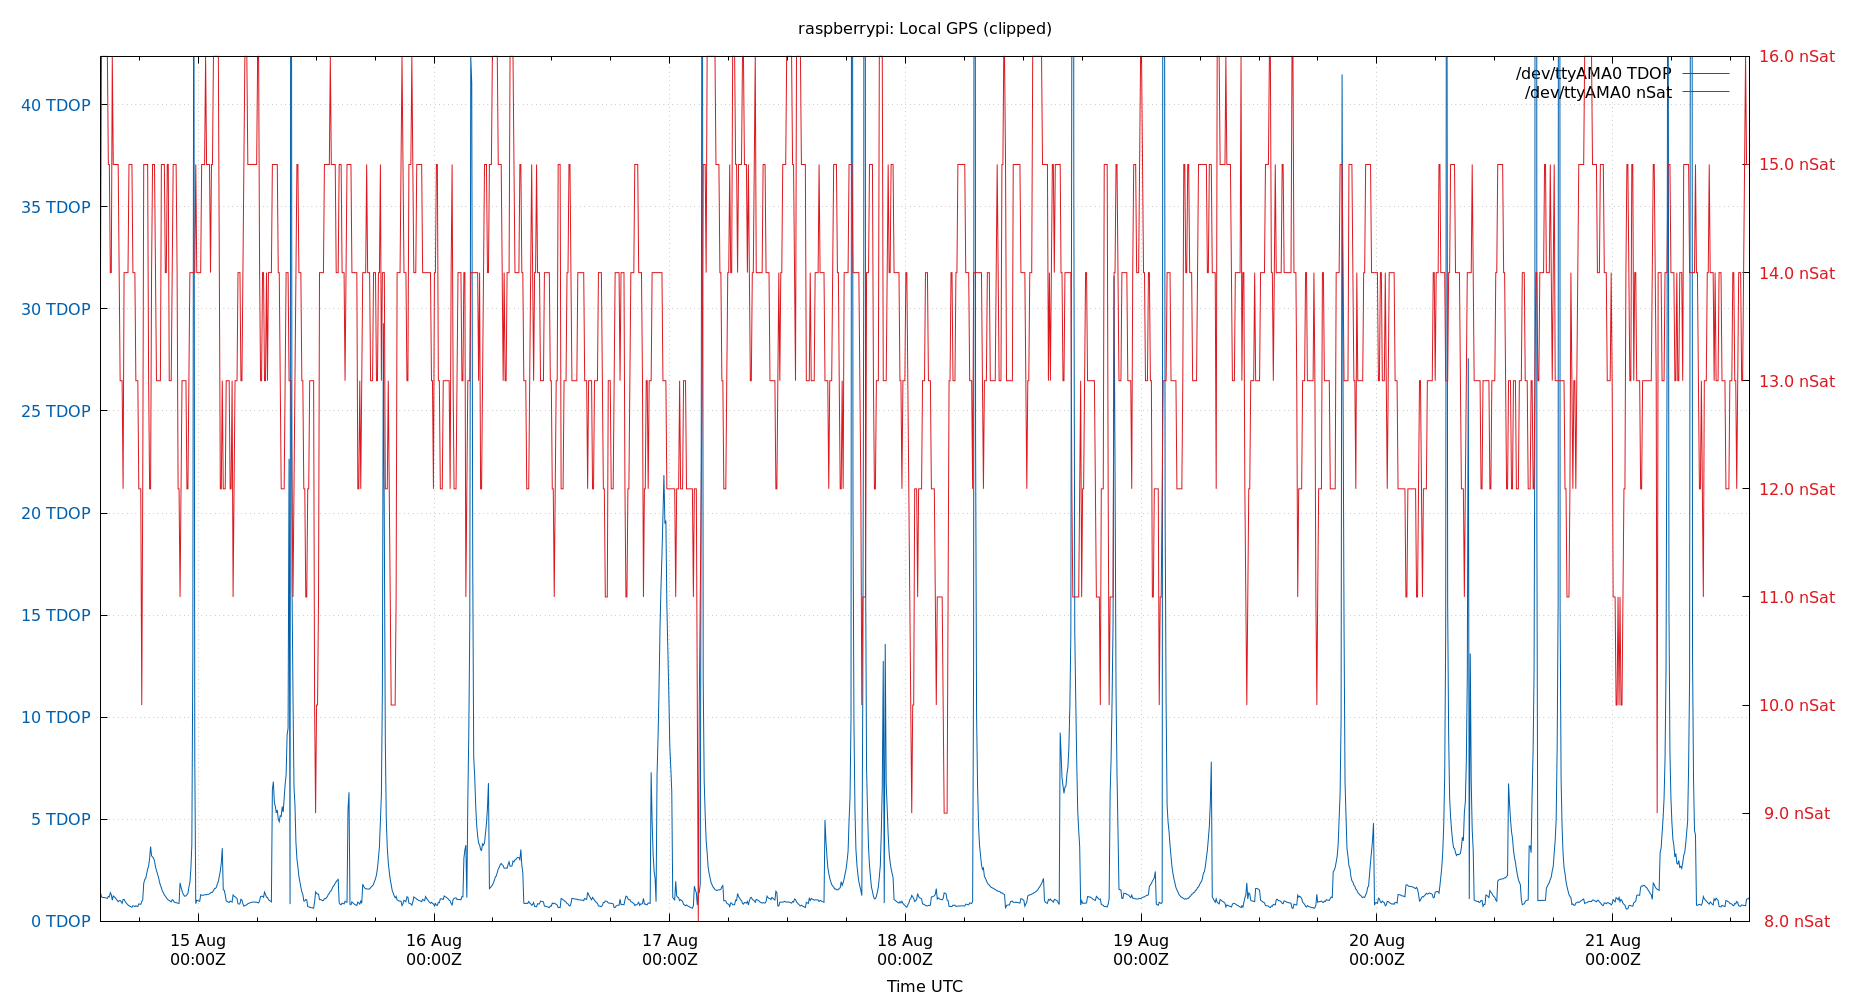 raspberrypi: Local GPS (clipped)
/dev/ttyAMA0 TDOP
/dev/ttyAMA0 nSat
40 TDOP
35 TDOP
30 TDOP
25 TDOP
20 TDOP
15 TDOP
10 TDOP
5 TDOP
0 TDOP
16.0 nSat
15.0 nSat
14.0 nSat
13.0 nSat
12.0 nSat
11.0 nSat
10.0 nSat
9.0 nSat
8.0 nSat
15 Aug 16 Aug 17 Aug 18 Aug 19 Aug 20 Aug 21 Aug
00:00Z 00:00Z 00:00Z 00:00Z 00:00Z 00:00Z 00:00Z
Time UTC